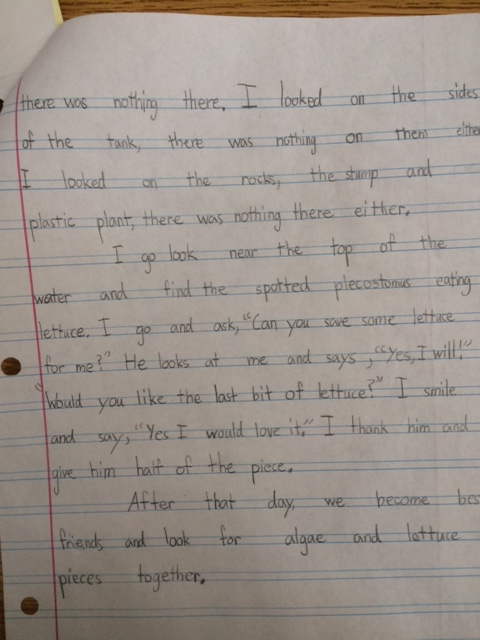 there was nothing there. I looked on the sides
of the tank, there was nothing on them either
I looked on the rocks, the stump and
plastic plant, there was nothing there either.
I go look near the top of the
water and find the spotted plecostomus eating
lettuce. I go and ask, "Can you save some lettuce
for me?" He looks at me and says, "Yes, I will!"
"Would you like the last bit of lettuce?" I smile
and say, "Yes I would love it." I thank him and
give him half of the piece.
After that day, we become bes
friends and look for algae and lettuce
pieces together.